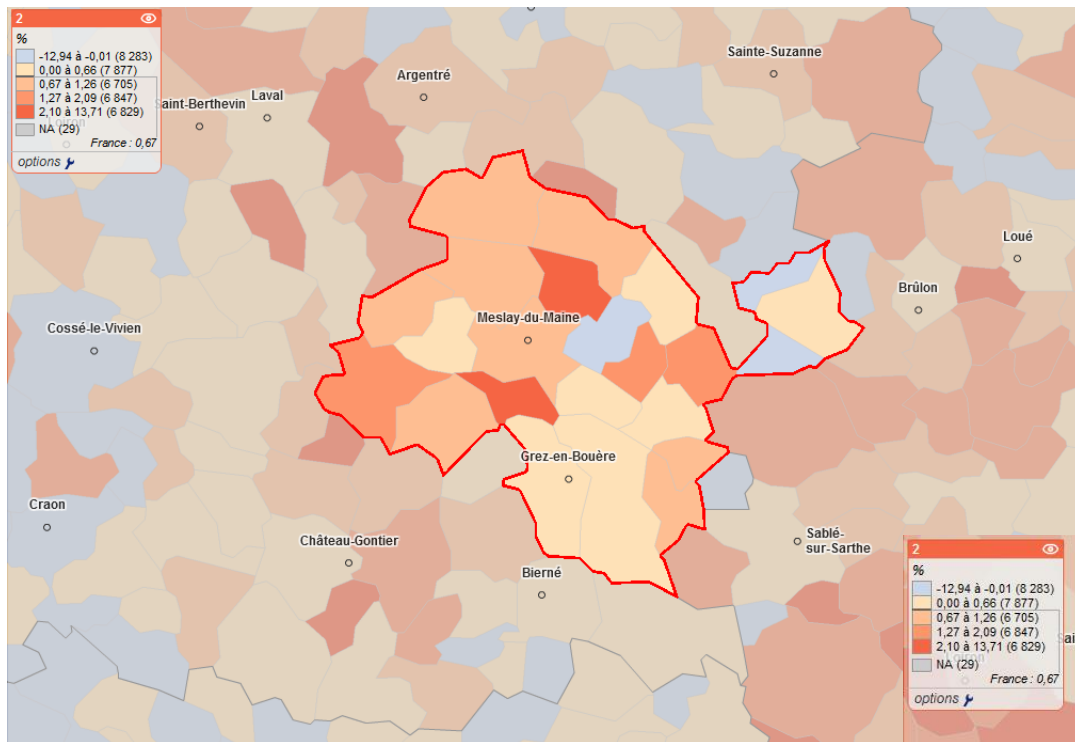 2
%
-12,94 à -0,01 (8 283)
0,00 à 0,66 (7 877)
0,67 à 1,26 (6 705)
1,27 à 2,09 (6 847)
2,10 à 13,71 (6 829)
NA (29)
France : 0,67
options
Sainte-Suzanne
Argentré
Laval
Saint-Berthevin
Loiron
Loué
Brûlon
Meslay-du-Maine
Cossé-le-Vivien
Grez-en-Bouère
Craon
Château-Gontier
Sablé-
sur-Sarthe
Bierné
2
%
-12,94 à -0,01 (8 283)
0,00 à 0,66 (7 877)
0,67 à 1,26 (6 705)
1,27 à 2,09 (6 847)
2,10 à 13,71 (6 829)
NA (29)
Loiron
France : 0,67
options
Sai